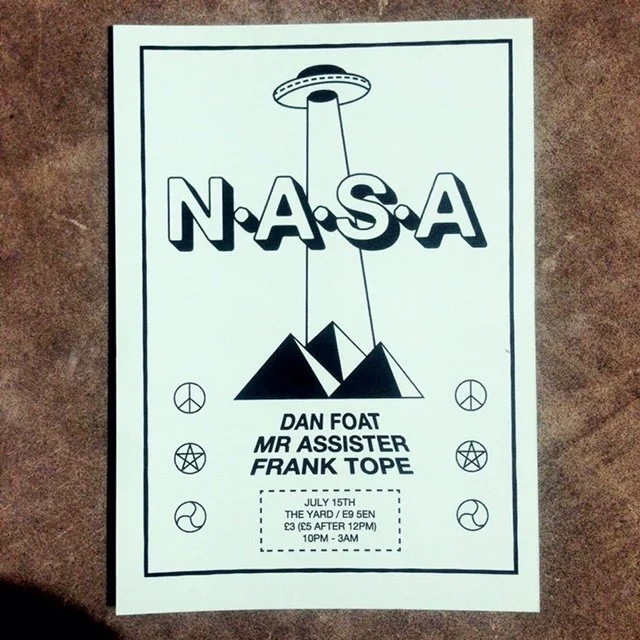 N·A·S·A
DAN FOAT
MR ASSISTER
FRANK TOPE
JULY 15TH
THE YARD / E9 5EN
£3 (£5 AFTER 12PM)
10PM - 3AM